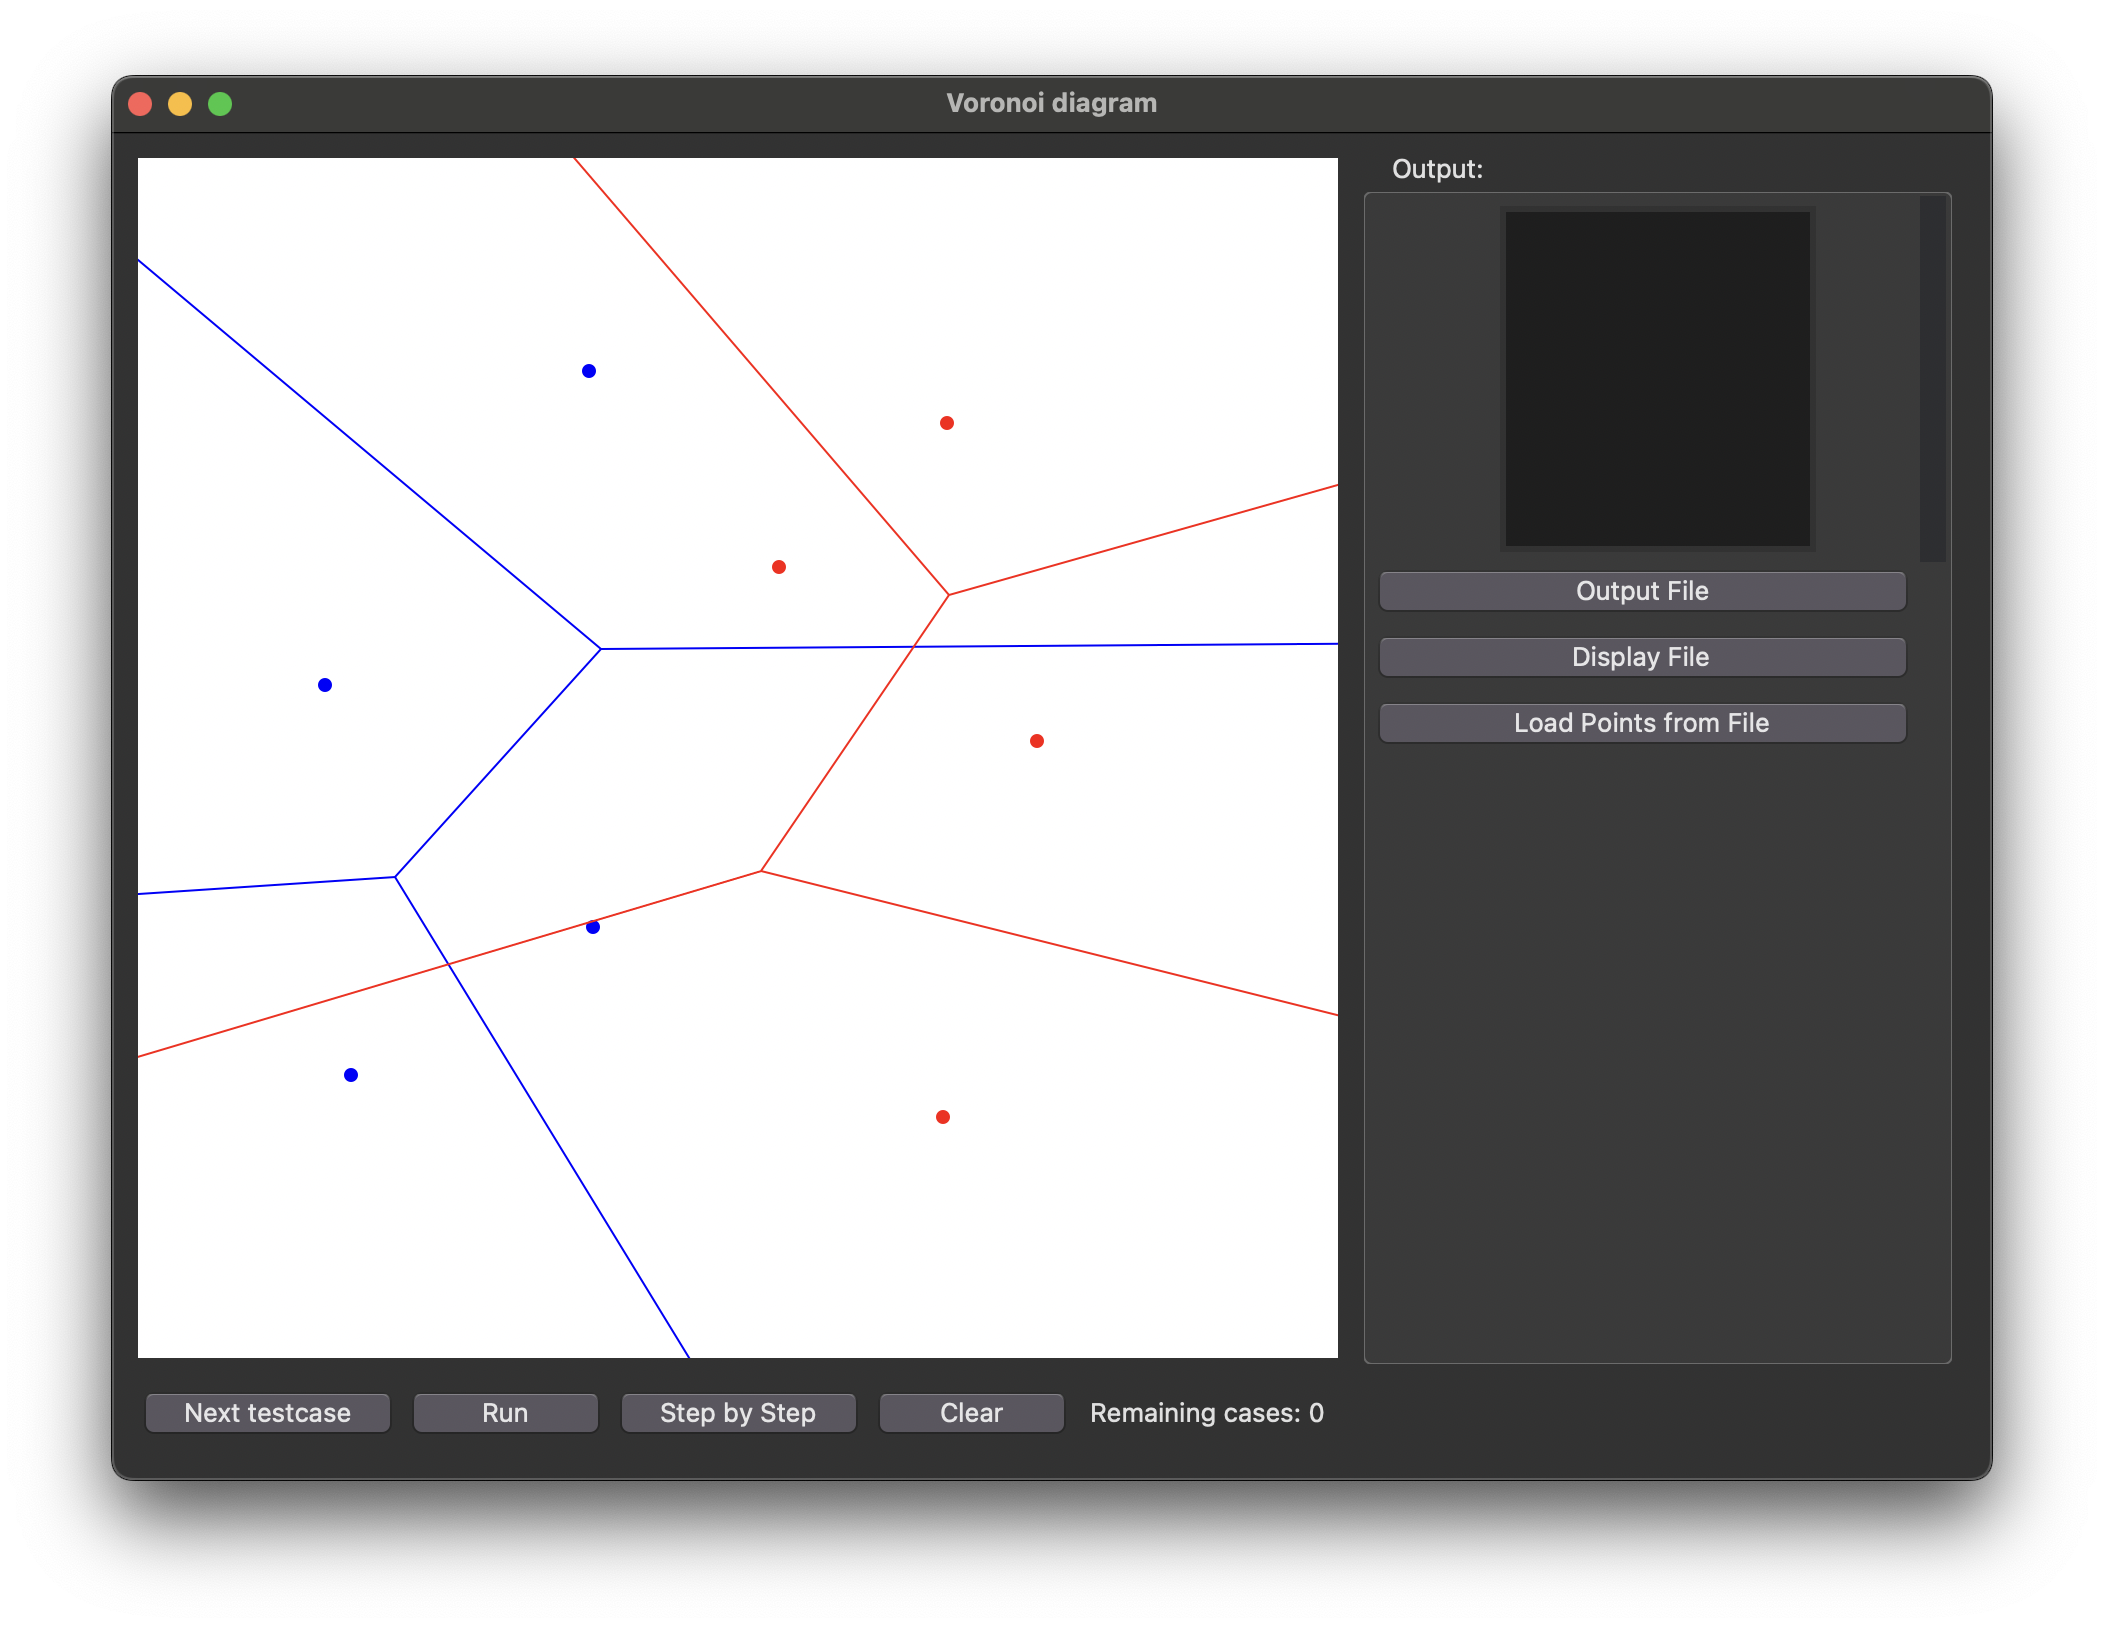 Voronoi diagram
Output:
Output File
Display File
Load Points from File
Next testcase
Run
Step by Step
Clear
Remaining cases: 0